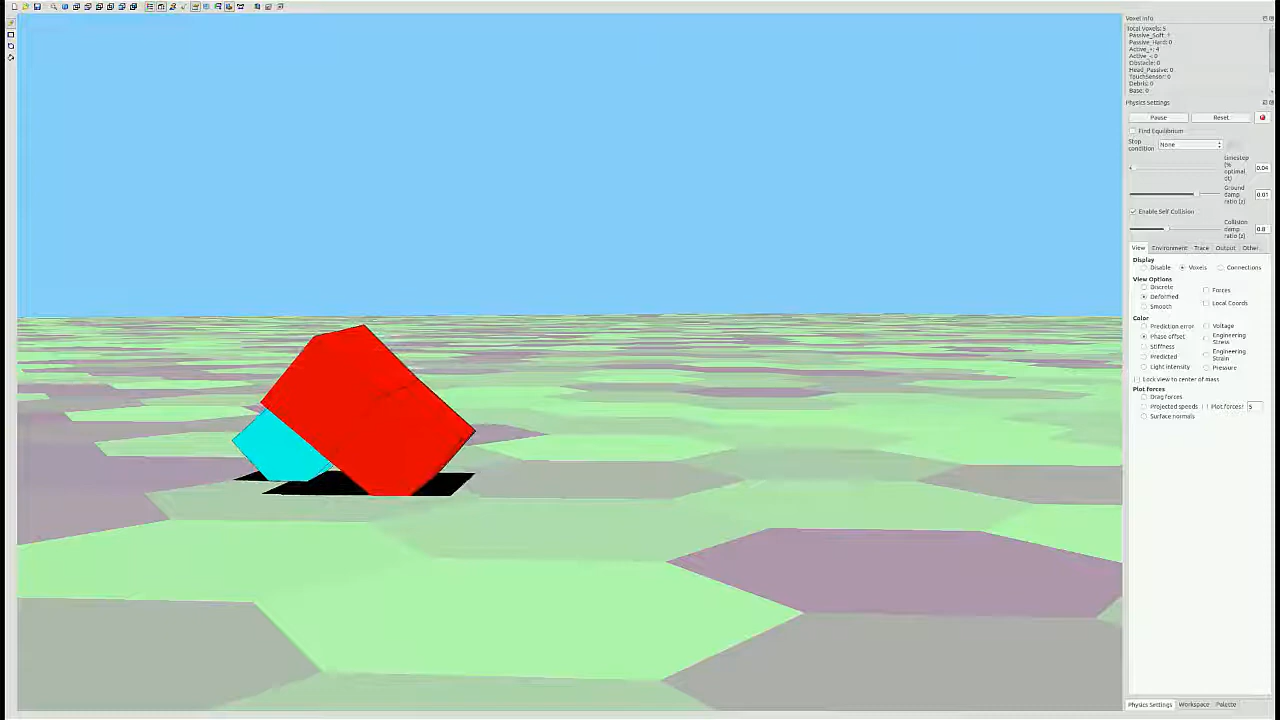 Voxel Info
Total Voxels: 5
Passive_Soft: 1
Passive_Hard: 0
Active_+: 4
Active_-: 0
Obstacle: 0
Head_Passive: 0
TouchSensor: 0
Debris: 0
Base: 0
Physics Settings
Pause Reset
Find Equilibrium
Stop condition None
Timestep (% optimal dt) 0.04
Ground damp ratio (z) 0.01
Enable Self Collision
Collision damp ratio (z) 0.8
View Environment Trace Output Other
Display
Disable Voxels Connections
View Options
Discrete Forces
Deformed
Smooth Local Coords
Color
Prediction error Voltage
Phase offset Engineering Stress
Stiffness
Predicted Engineering Strain
Light intensity Pressure
Lock view to center of mass
Plot forces
Drag forces
Projected speeds Plot forces! 5
Surface normals
Physics Settings Workspace Palette